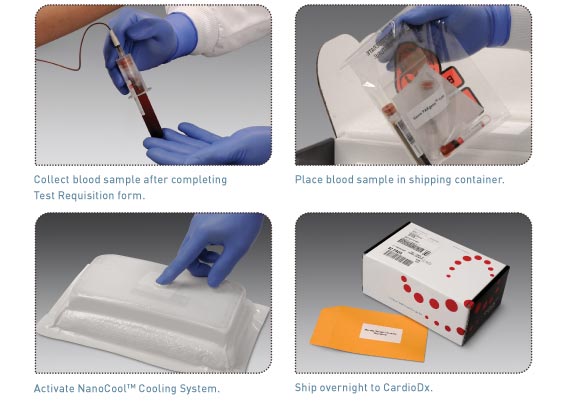 Collect blood sample after completing
Test Requisition form.
Place blood sample in shipping container.
Activate NanoCool™ Cooling System.
Ship overnight to CardioDx.